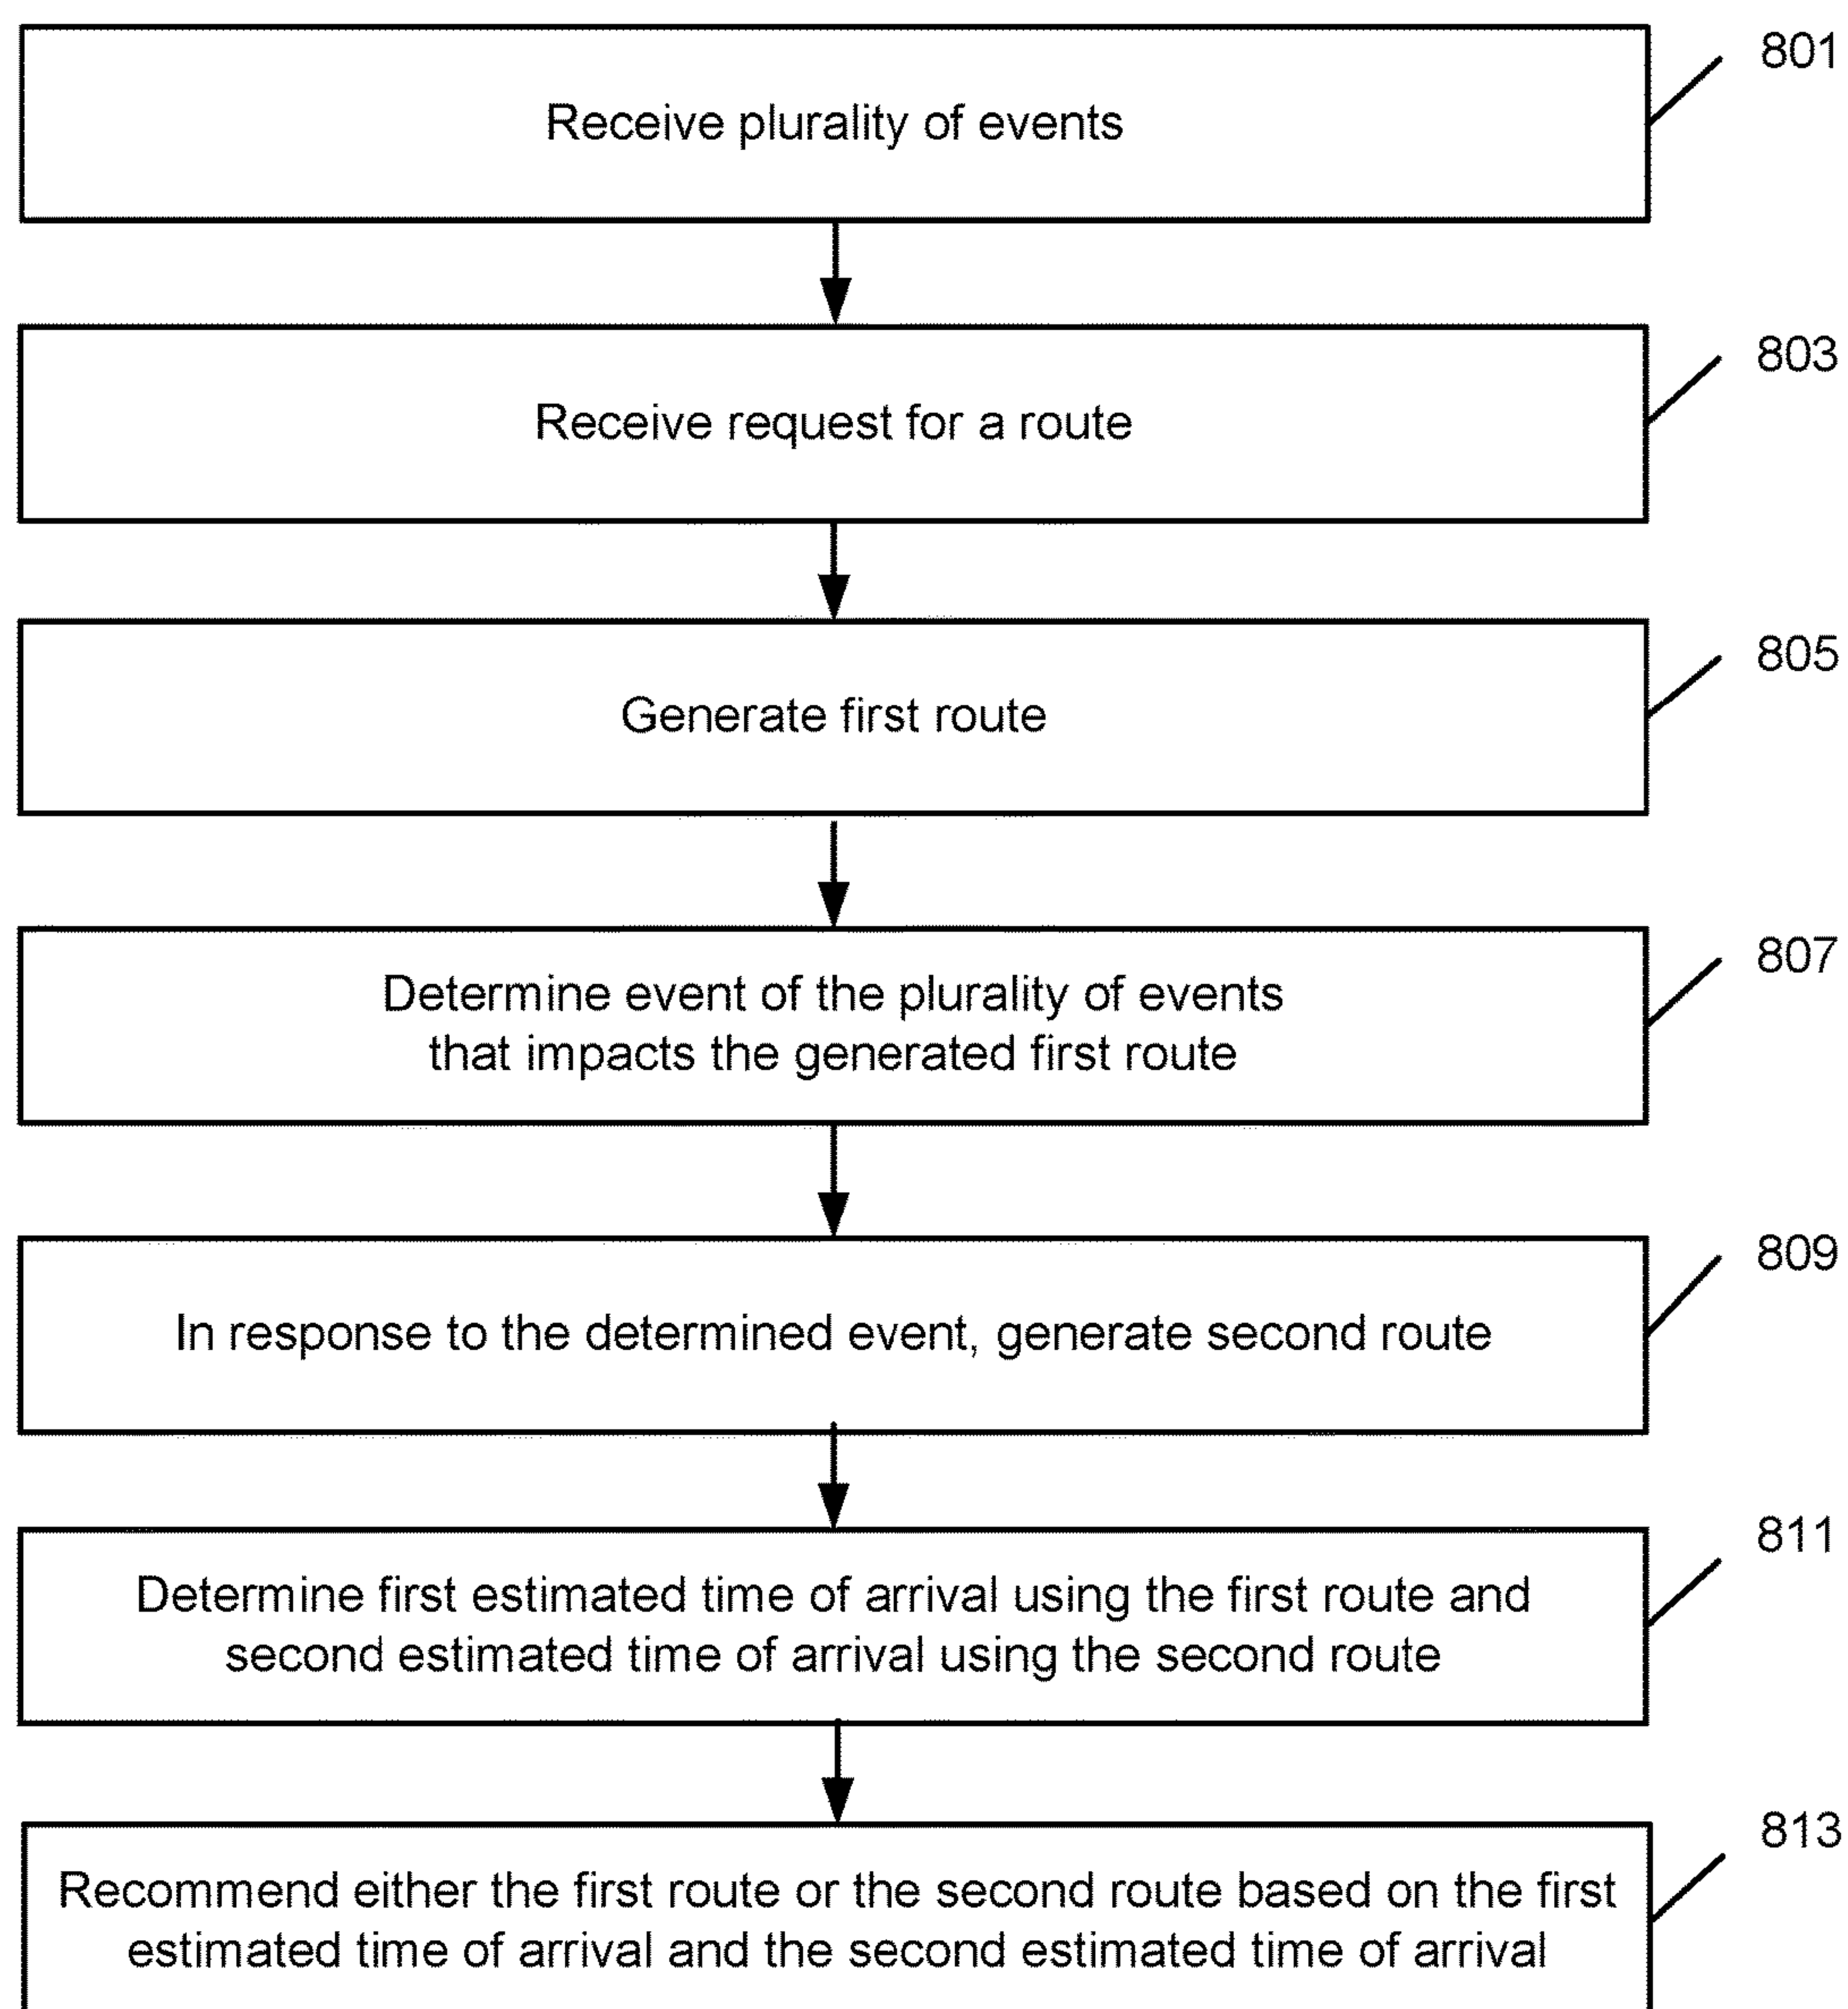 801
Receive plurality of events
803
Receive request for a route
805
Generate first route
807
Determine event of the plurality of events
that impacts the generated first route
809
In response to the determined event, generate second route
811
Determine first estimated time of arrival using the first route and
second estimated time of arrival using the second route
813
Recommend either the first route or the second route based on the first
estimated time of arrival and the second estimated time of arrival